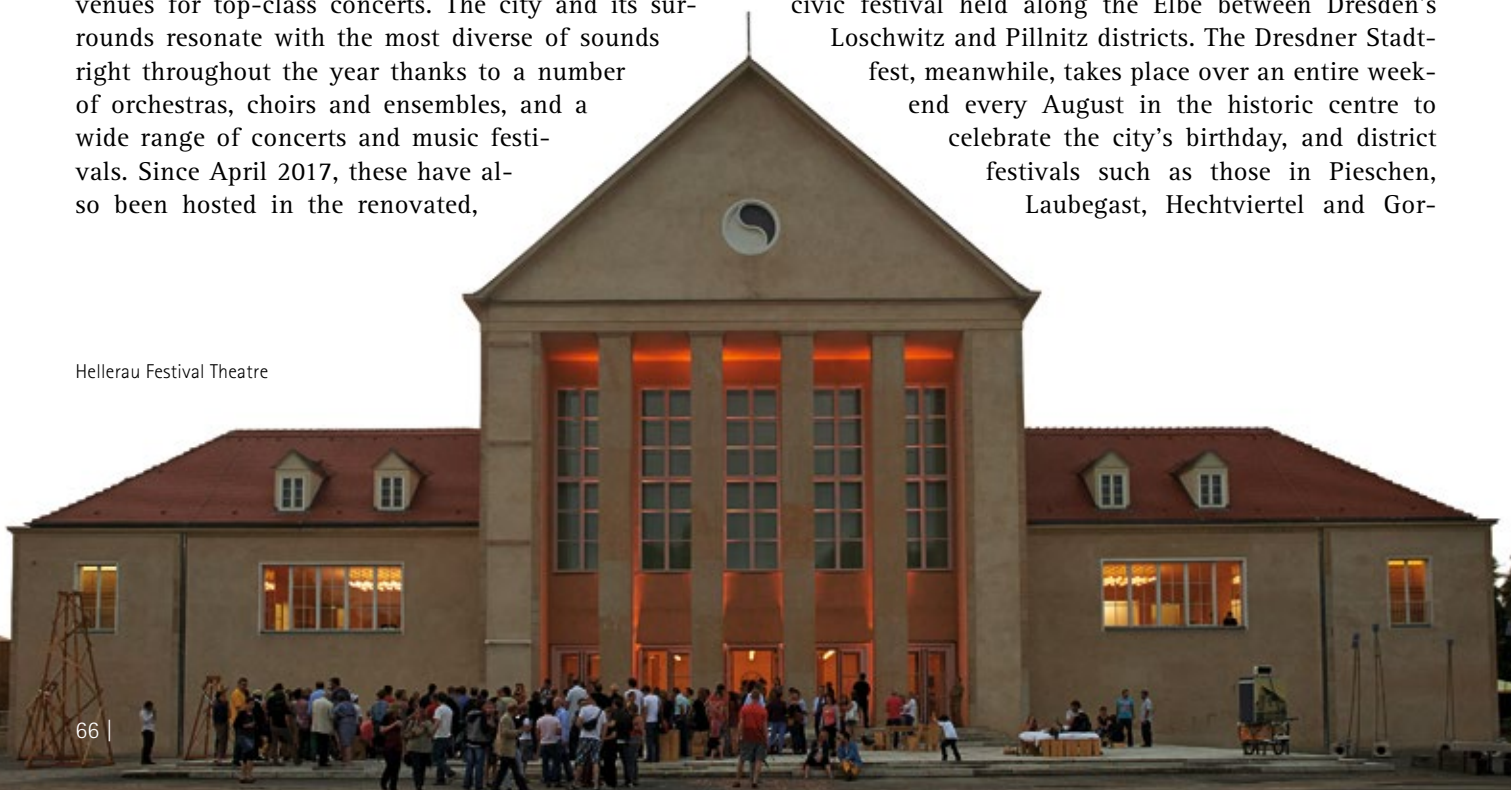 venues for top-class concerts. The city and its sur-
rounds resonate with the most diverse of sounds
right throughout the year thanks to a number
of orchestras, choirs and ensembles, and a
wide range of concerts and music festi-
vals. Since April 2017, these have al-
so been hosted in the renovated,
civic festival held along the Elbe between Dresden's
Loschwitz and Pillnitz districts. The Dresdner Stadt-
fest, meanwhile, takes place over an entire week-
end every August in the historic centre to
celebrate the city's birthday, and district
festivals such as those in Pieschen,
Laubegast, Hechtviertel and Gor-
Hellerau Festival Theatre
66 |